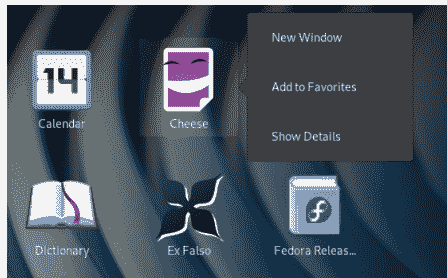 New Window
14
Add to Favorites
Calendar
Cheese
Show Details
Dictionary
Ex Falso
Fedora Releas...